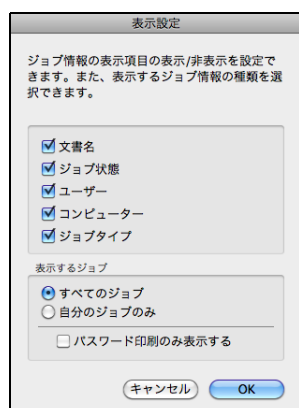 表示設定
ジョブ情報の表示項目の表示/非表示を設定で
きます。また、表示するジョブ情報の種類を選
択できます。
文書名
ジョブ状態
ユーザー
コンピューター
ジョブタイプ
表示するジョブ
すべてのジョブ
自分のジョブのみ
パスワード印刷のみ表示する
キャンセル OK